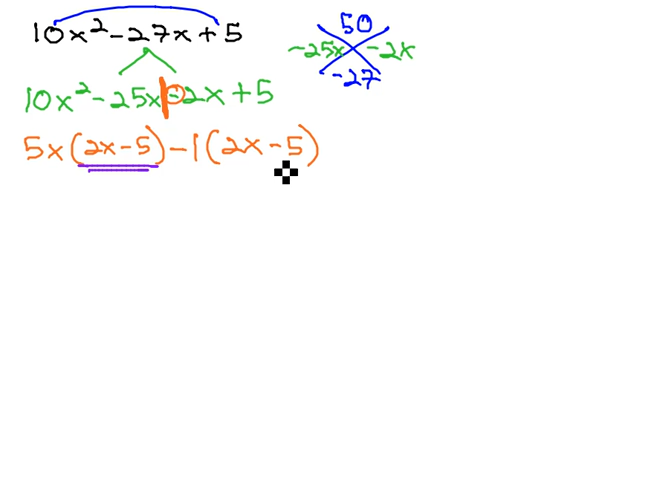 10x² - 27x + 5
50
-25x -2x
-27
10x² - 25x - 2x + 5
5x(2x - 5) - 1(2x - 5)